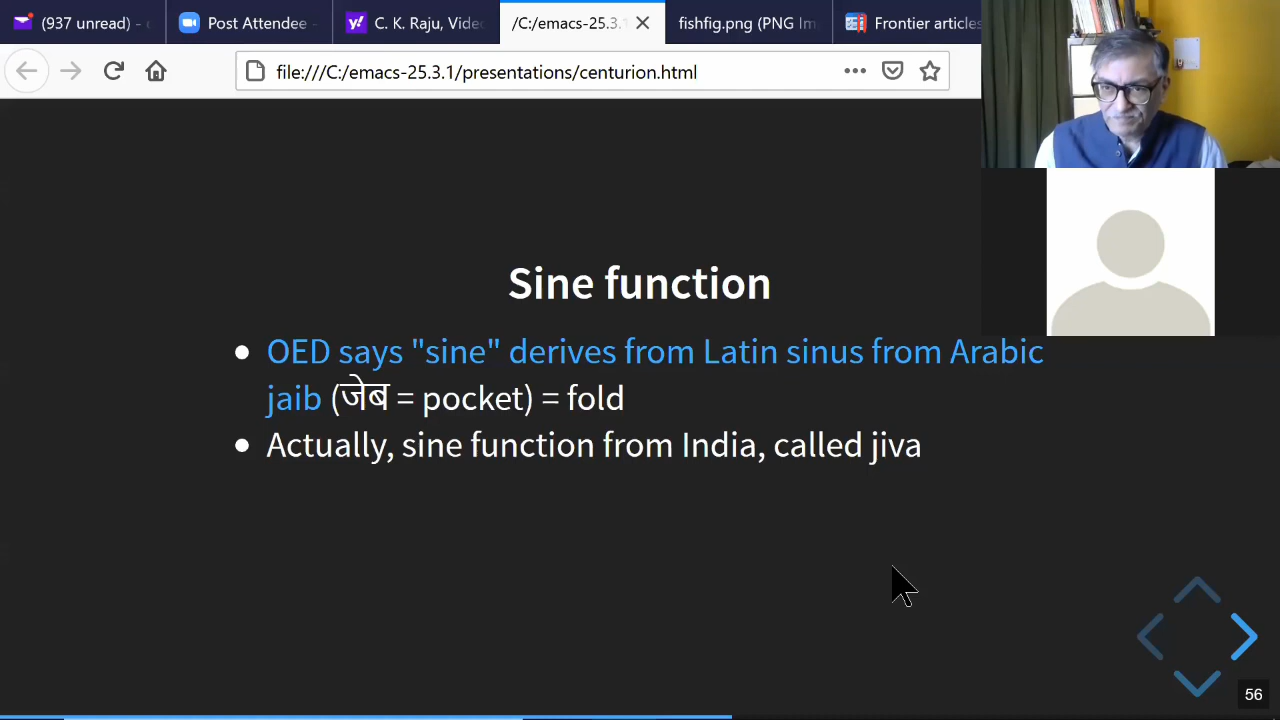 (937 unread) -
Post Attendee -
C. K. Raju, Vide
/C:/emacs-25.3.1
fishfig.png (PNG Im
Frontier articles
file:///C:/emacs-25.3.1/presentations/centurion.html
Sine function
OED says "sine" derives from Latin sinus from Arabic
jaib (जेब = pocket) = fold
Actually, sine function from India, called jiva
56